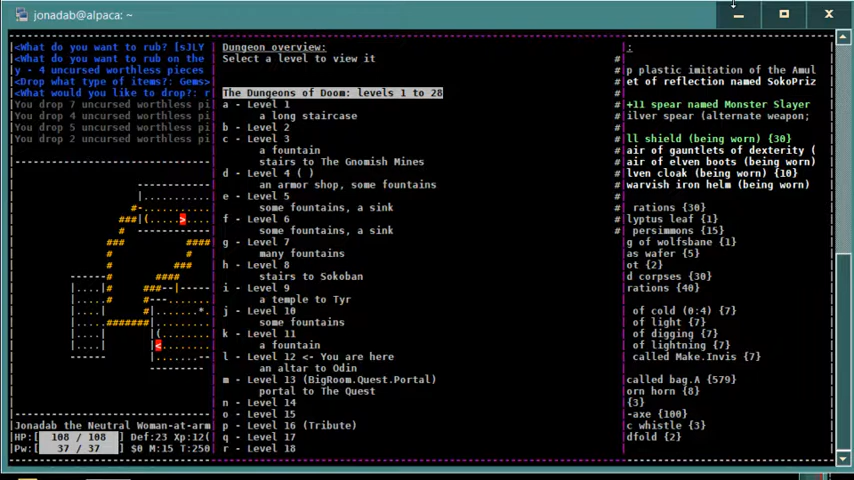 jonadab@alpaca: ~
<What do you want to rub? [sJLY
<What do you want to rub on the
y - 4 uncursed worthless pieces
<Drop what type of items?: Gems>
<What would you like to drop?: r
You drop 7 uncursed worthless pi
You drop 4 uncursed worthless pi
You drop 5 uncursed worthless pi
You drop 2 uncursed worthless pi
Jonadab the Neutral Woman-at-arm
HP:[ 108 / 108 ] Def:23 Xp:12(
Pw:[ 37 / 37 ] $0 M:15 T:250
Dungeon overview:
Select a level to view it
The Dungeons of Doom: levels 1 to 28
a - Level 1
a long staircase
b - Level 2
c - Level 3
a fountain
stairs to The Gnomish Mines
d - Level 4 ( )
an armor shop, some fountains
e - Level 5
some fountains, a sink
f - Level 6
some fountains, a sink
g - Level 7
many fountains
h - Level 8
stairs to Sokoban
i - Level 9
a temple to Tyr
j - Level 10
some fountains
k - Level 11
a fountain
l - Level 12 <- You are here
an altar to Odin
m - Level 13 (BigRoom.Quest.Portal)
portal to The Quest
n - Level 14
o - Level 15
p - Level 16 (Tribute)
q - Level 17
r - Level 18
p plastic imitation of the Amul
et of reflection named SokoPriz
+11 spear named Monster Slayer
ilver spear (alternate weapon;
ll shield (being worn) {30}
air of gauntlets of dexterity (
air of elven boots (being worn)
lven cloak (being worn) {10}
warvish iron helm (being worn)
rations {30}
lyptus leaf {1}
persimmons {15}
g of wolfsbane {1}
as wafer {5}
ot {2}
d corpses {30}
rations {40}
of cold (0:4) {7}
of light {7}
of digging {7}
of lightning {7}
called Make.Invis {7}
called bag.A {579}
orn horn {8}
{3}
-axe {100}
c whistle {3}
dfold {2}